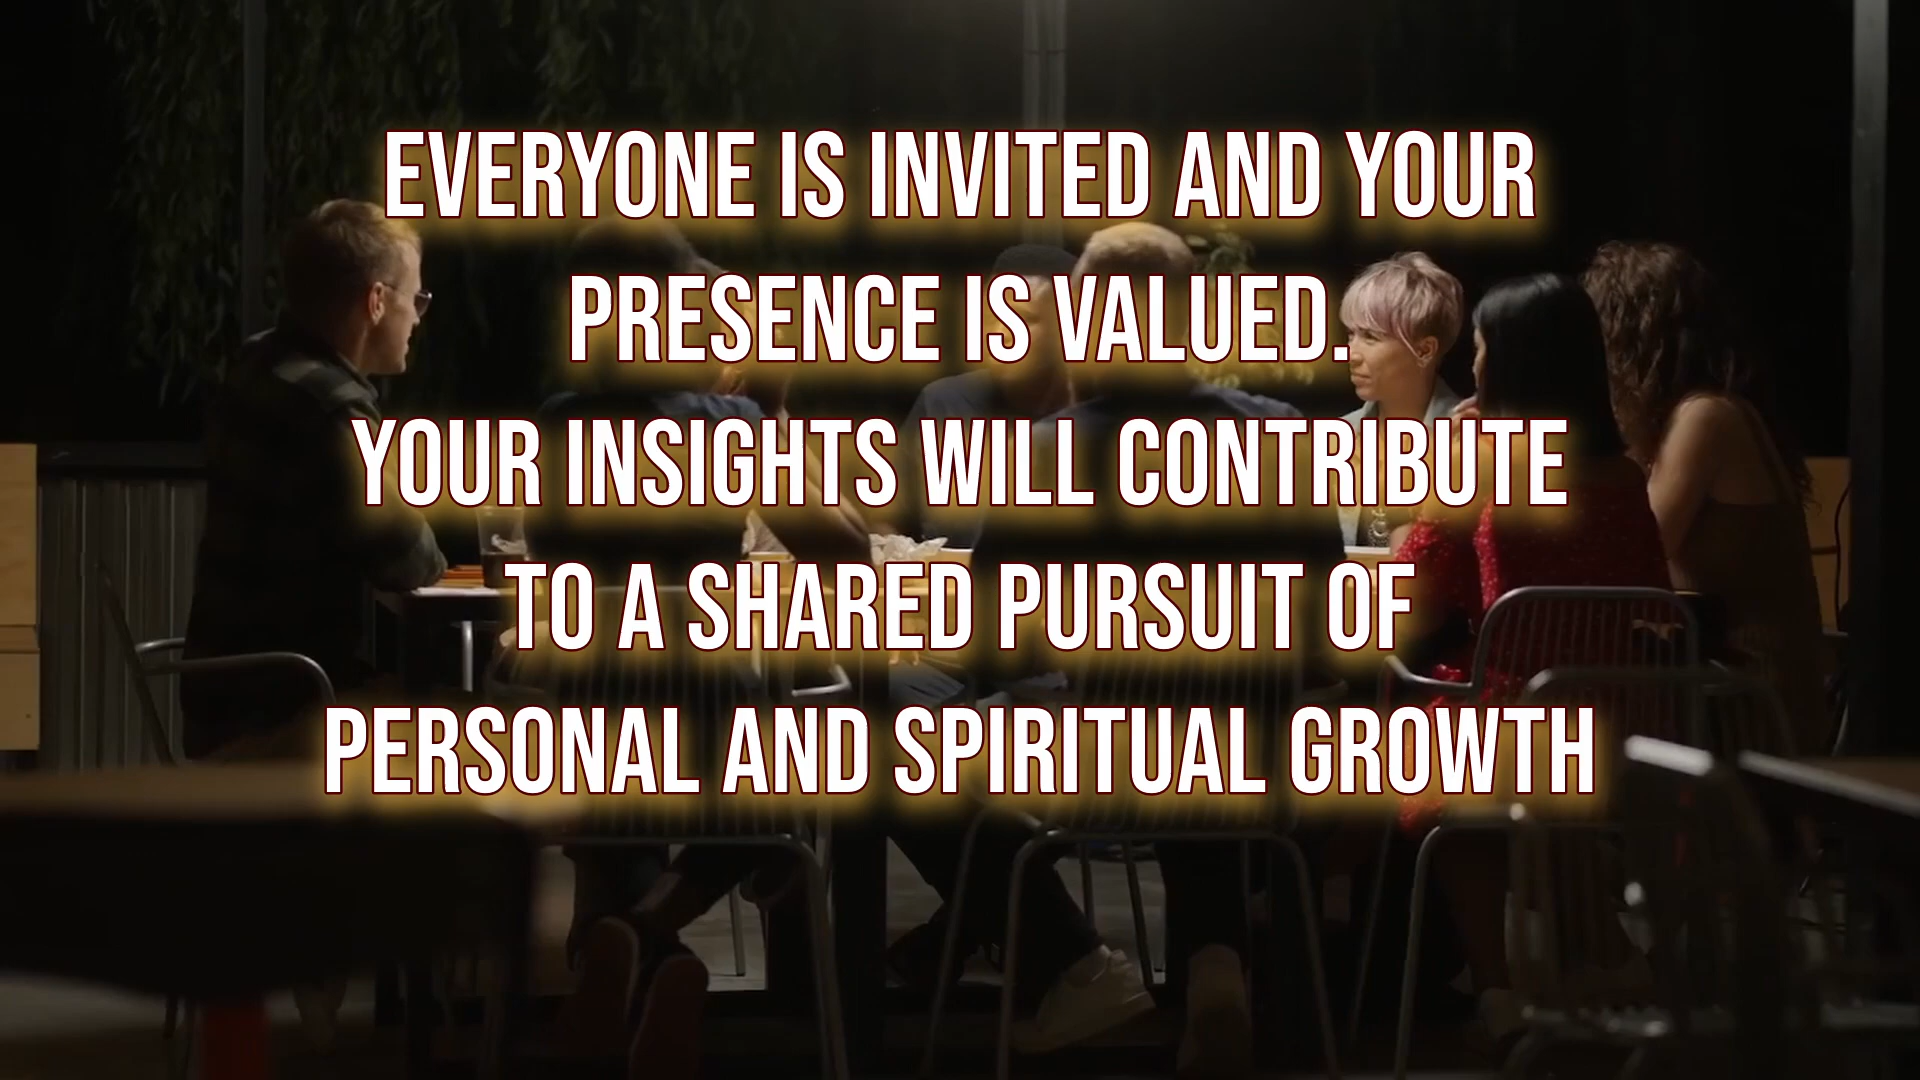 EVERYONE IS INVITED AND YOUR
PRESENCE IS VALUED.
YOUR INSIGHTS WILL CONTRIBUTE
TO A SHARED PURSUIT OF
PERSONAL AND SPIRITUAL GROWTH